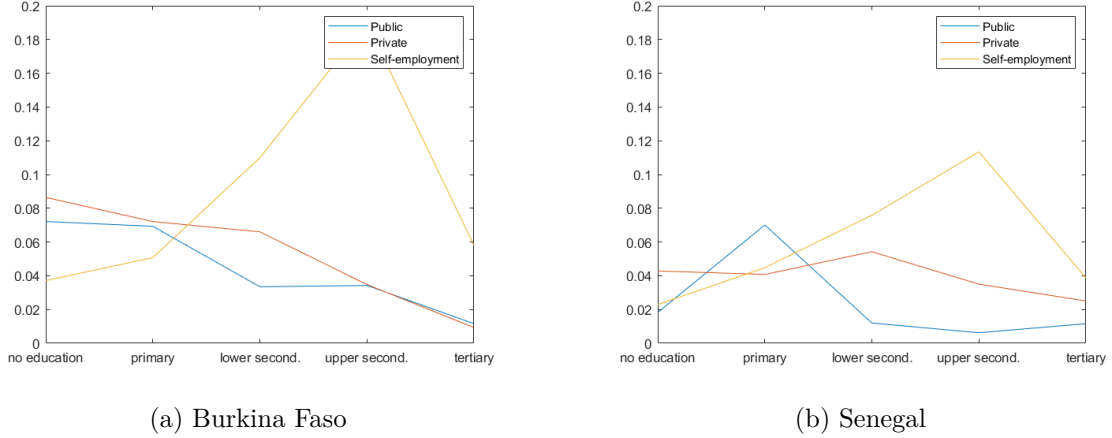 0.2
0.18
0.16
0.14
0.12
0.1
0.08
0.06
0.04
0.02
0
Public
Private
Self-employment
no education primary lower second. upper second. tertiary
(a) Burkina Faso
0.2
0.18
0.16
0.14
0.12
0.1
0.08
0.06
0.04
0.02
0
Public
Private
Self-employment
no education primary lower second. upper second. tertiary
(b) Senegal